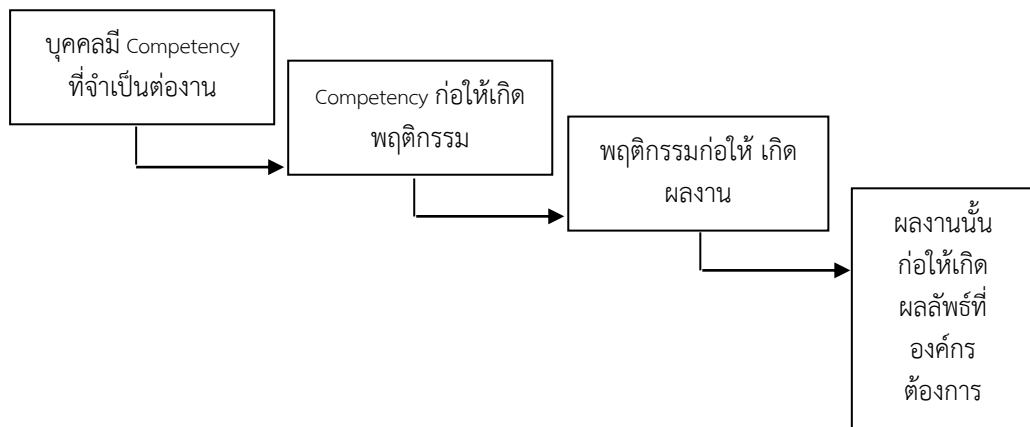 บุคคลมี Competency
ที่จำเป็นต่องาน
Competency ก่อให้เกิด
พฤติกรรม
พฤติกรรมก่อให้ เกิด
ผลงาน
ผลงานนั้น
ก่อให้เกิด
ผลลัพธ์ที่
องค์กร
ต้องการ